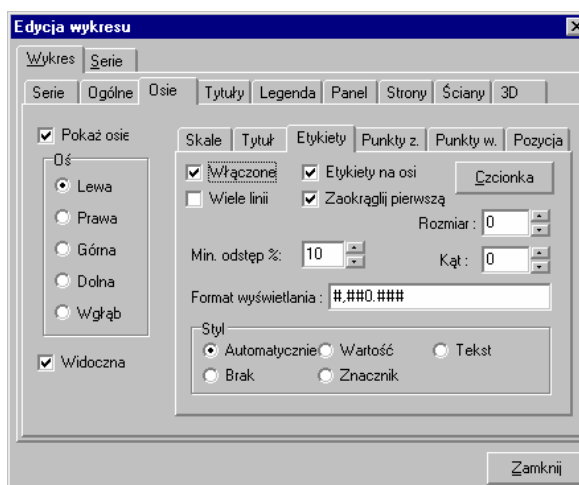 Edycja wykresu
Wykres Serie
Serie Ogólne Osie Tytuły Legenda Panel Strony Ściany 3D
Pokaż osie
Oś
Lewa
Prawa
Górna
Dolna
Wgłąb
Widoczna
Skale Tytuł Etykiety Punkty z. Punkty w. Pozycja
Włączone Etykiety na osi Czcionka
Wiele linii Zaokrąglij pierwszą
Rozmiar : 0
Min. odstęp %: 10 Kąt : 0
Format wyświetlania : #,##0.###
Styl
Automatycznie Wartość Tekst
Brak Znacznik
Zamknij